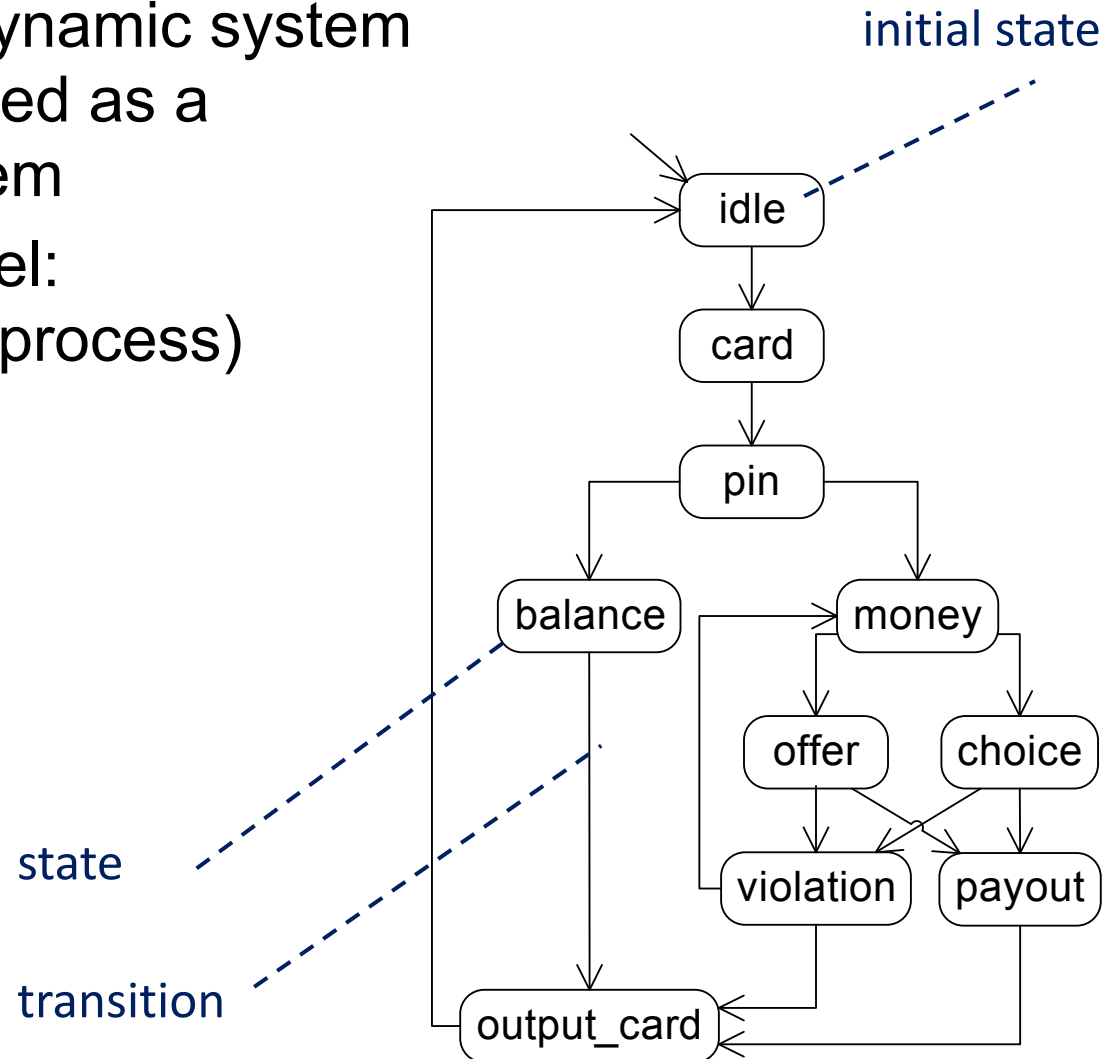 ynamic system
ed as a
em
el:
process)
initial state
idle
card
pin
balance
money
offer
choice
state
violation
payout
transition
output_card